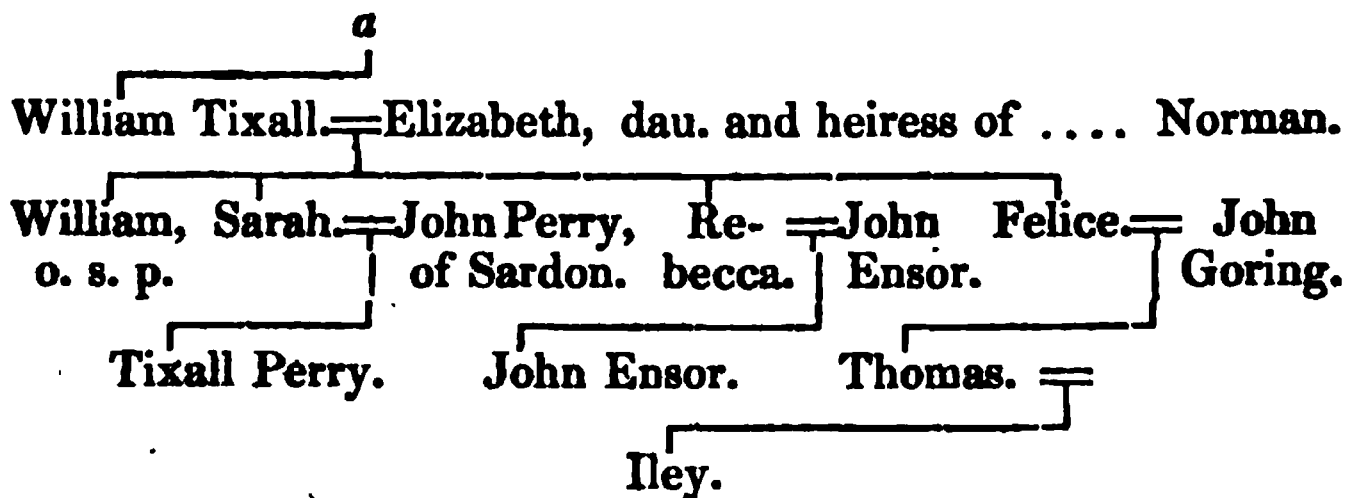 a
William Tixall.=Elizabeth, dau. and heiress of .... Norman.
William, Sarah.=John Perry, Re- =John Felice.= John
o. s. p. of Sardon. becca. Ensor. Goring.
Tixall Perry. John Ensor. Thomas. =
Iley.